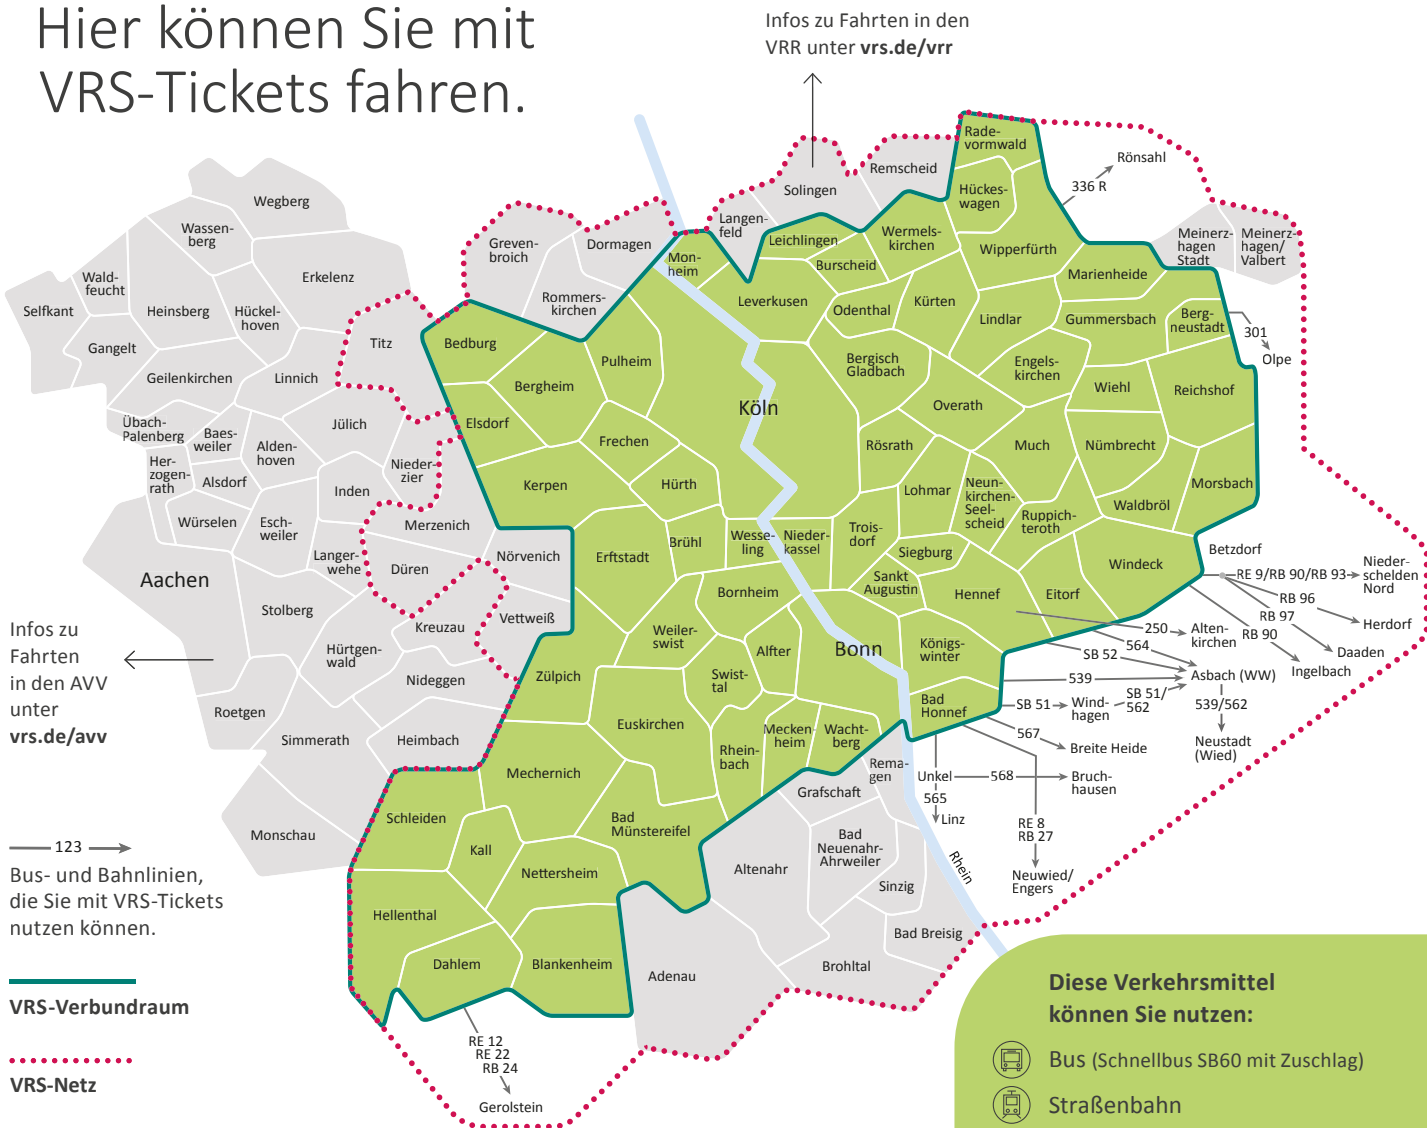 Hier können Sie mit
VRS-Tickets fahren.
Infos zu Fahrten in den
VRR unter vrs.de/vrr
Rade-
vormwald
Rönsahl
336 R
Remscheid
Solingen
Hückes-
wagen
Wegberg
Langen-
feld
Wassen-
berg
Grevenbroich
Dormagen
Leichlingen
Wermels-
kirchen
Wipperfürth
Meinerz-
hagen
Stadt
Meinerz-
hagen/
Valbert
Mon-
heim
Burscheid
Marienheide
Wald-
feucht
Erkelenz
Rommers-
kirchen
Leverkusen
Odenthal
Kürten
Lindlar
Gummersbach
Berg-
neustadt
Selfkant
Heinsberg
Hückel-
hoven
301
Olpe
Gangelt
Titz
Bedburg
Pulheim
Bergisch
Gladbach
Engels-
kirchen
Geilenkirchen
Linnich
Bergheim
Wiehl
Reichshof
Köln
Overath
Übach-
Palenberg
Baes-
weiler
Alden-
hoven
Jülich
Elsdorf
Frechen
Rösrath
Much
Nümbrecht
Her-
zogen-
rath
Alsdorf
Nieder-
zier
Inden
Kerpen
Hürth
Lohmar
Neun-
kirchen-
Seel-
scheid
Morsbach
Waldbröl
Würselen
Esch-
weiler
Merzenich
Ruppich-
teroth
Langer-
wehe
Düren
Nörvenich
Erftstadt
Brühl
Wesse-
ling
Nieder-
kassel
Trois-
dorf
Siegburg
Windeck
Betzdorf
RE 9/RB 90/RB 93
Nieder-
schelden
Nord
Aachen
Sankt
Augustin
Hennef
Eitorf
RB 96
Herdorf
RB 97
Daaden
RB 90
Ingelbach
Stolberg
Vettweiß
Bornheim
Kreuzau
Weiler-
swist
Alfter
Bonn
Königs-
winter
250
Alten-
kirchen
564
SB 52
Asbach (WW)
539
Infos zu
Fahrten
in den AVV
unter
vrs.de/avv
Hürtgen-
wald
Nideggen
Zülpich
Swist-
tal
Bad
Honnef
SB 51
Wind-
hagen
SB 51/
562
539/562
Neustadt
(Wied)
Roetgen
Simmerath
Heimbach
Euskirchen
Rhein-
bach
Mecken-
heim
Wacht-
berg
567
Breite Heide
Mechernich
Rema-
gen
Unkel
568
Bruch-
hausen
565
Linz
Grafschaft
Monschau
Schleiden
Bad
Münstereifel
RE 8
RB 27
Neuwied/
Engers
Kall
Bad
Neuenahr-
Ahrweiler
Rhein
Altenahr
Nettersheim
Sinzig
123
Bus- und Bahnlinien,
die Sie mit VRS-Tickets
nutzen können.
Hellenthal
Bad Breisig
Dahlem
Blankenheim
Adenau
Brohltal
VRS-Verbundraum
VRS-Netz
RE 12
RE 22
RB 24
Gerolstein
Diese Verkehrsmittel
können Sie nutzen:
Bus (Schnellbus SB60 mit Zuschlag)
Straßenbahn